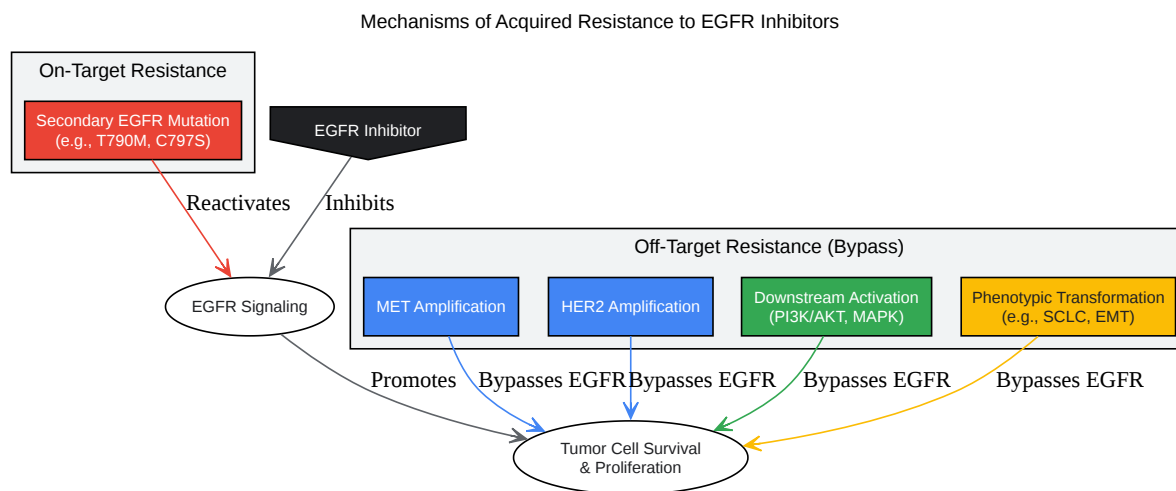 Mechanisms of Acquired Resistance to EGFR Inhibitors
On-Target Resistance
Secondary EGFR Mutation
(e.g., T790M, C797S)
EGFR Inhibitor
Reactivates
Inhibits
EGFR Signaling
Off-Target Resistance (Bypass)
MET Amplification
HER2 Amplification
Downstream Activation
(PI3K/AKT, MAPK)
Phenotypic Transformation
(e.g., SCLC, EMT)
Promotes
Bypasses EGFR
Bypasses EGFR
Bypasses EGFR
Bypasses EGFR
Tumor Cell Survival
& Proliferation